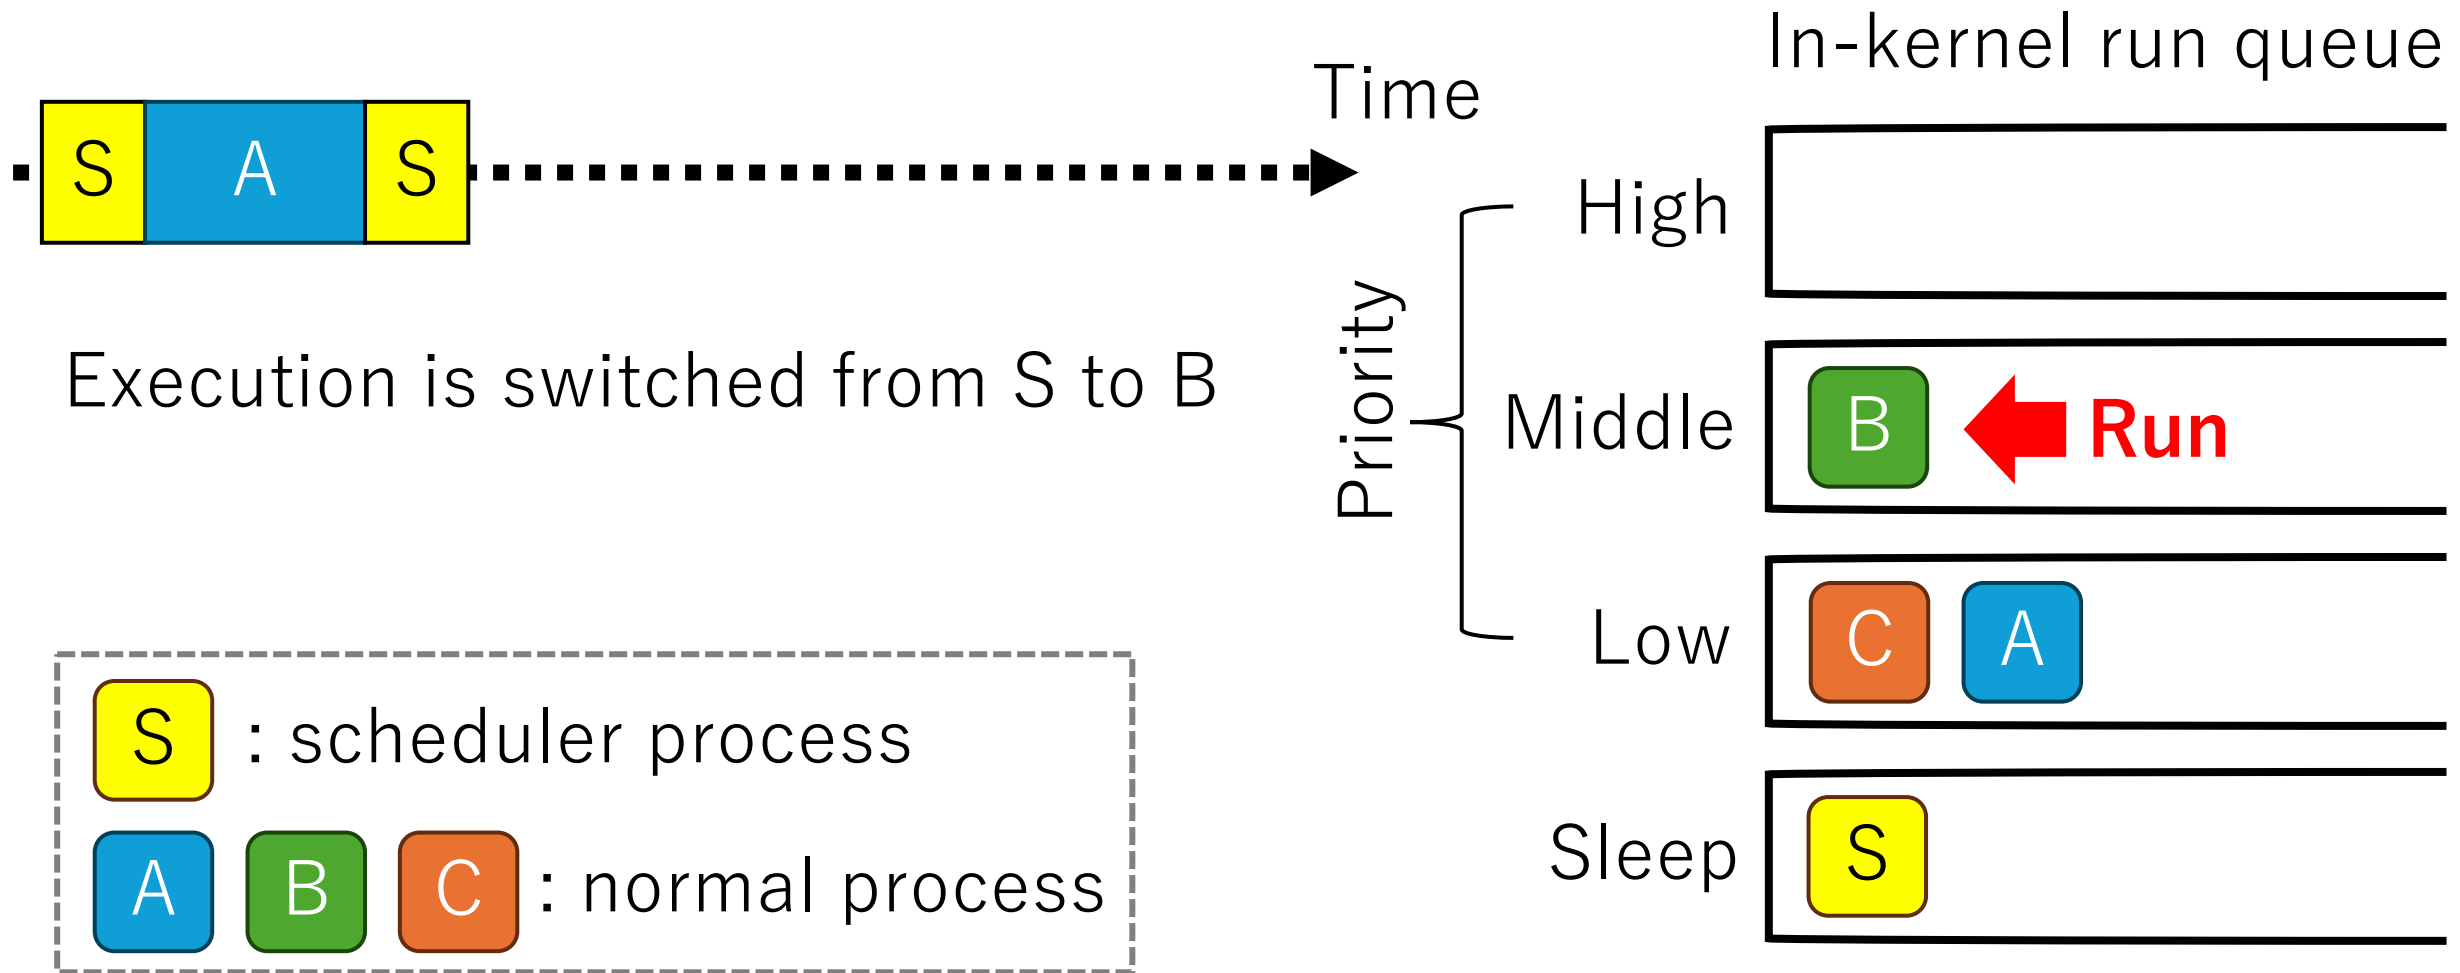 In-kernel run queue
Time
S A S
High
Execution is switched from S to B
Priority
Middle
B
Run
Low
C A
S : scheduler process
Sleep
S
A B C : normal process